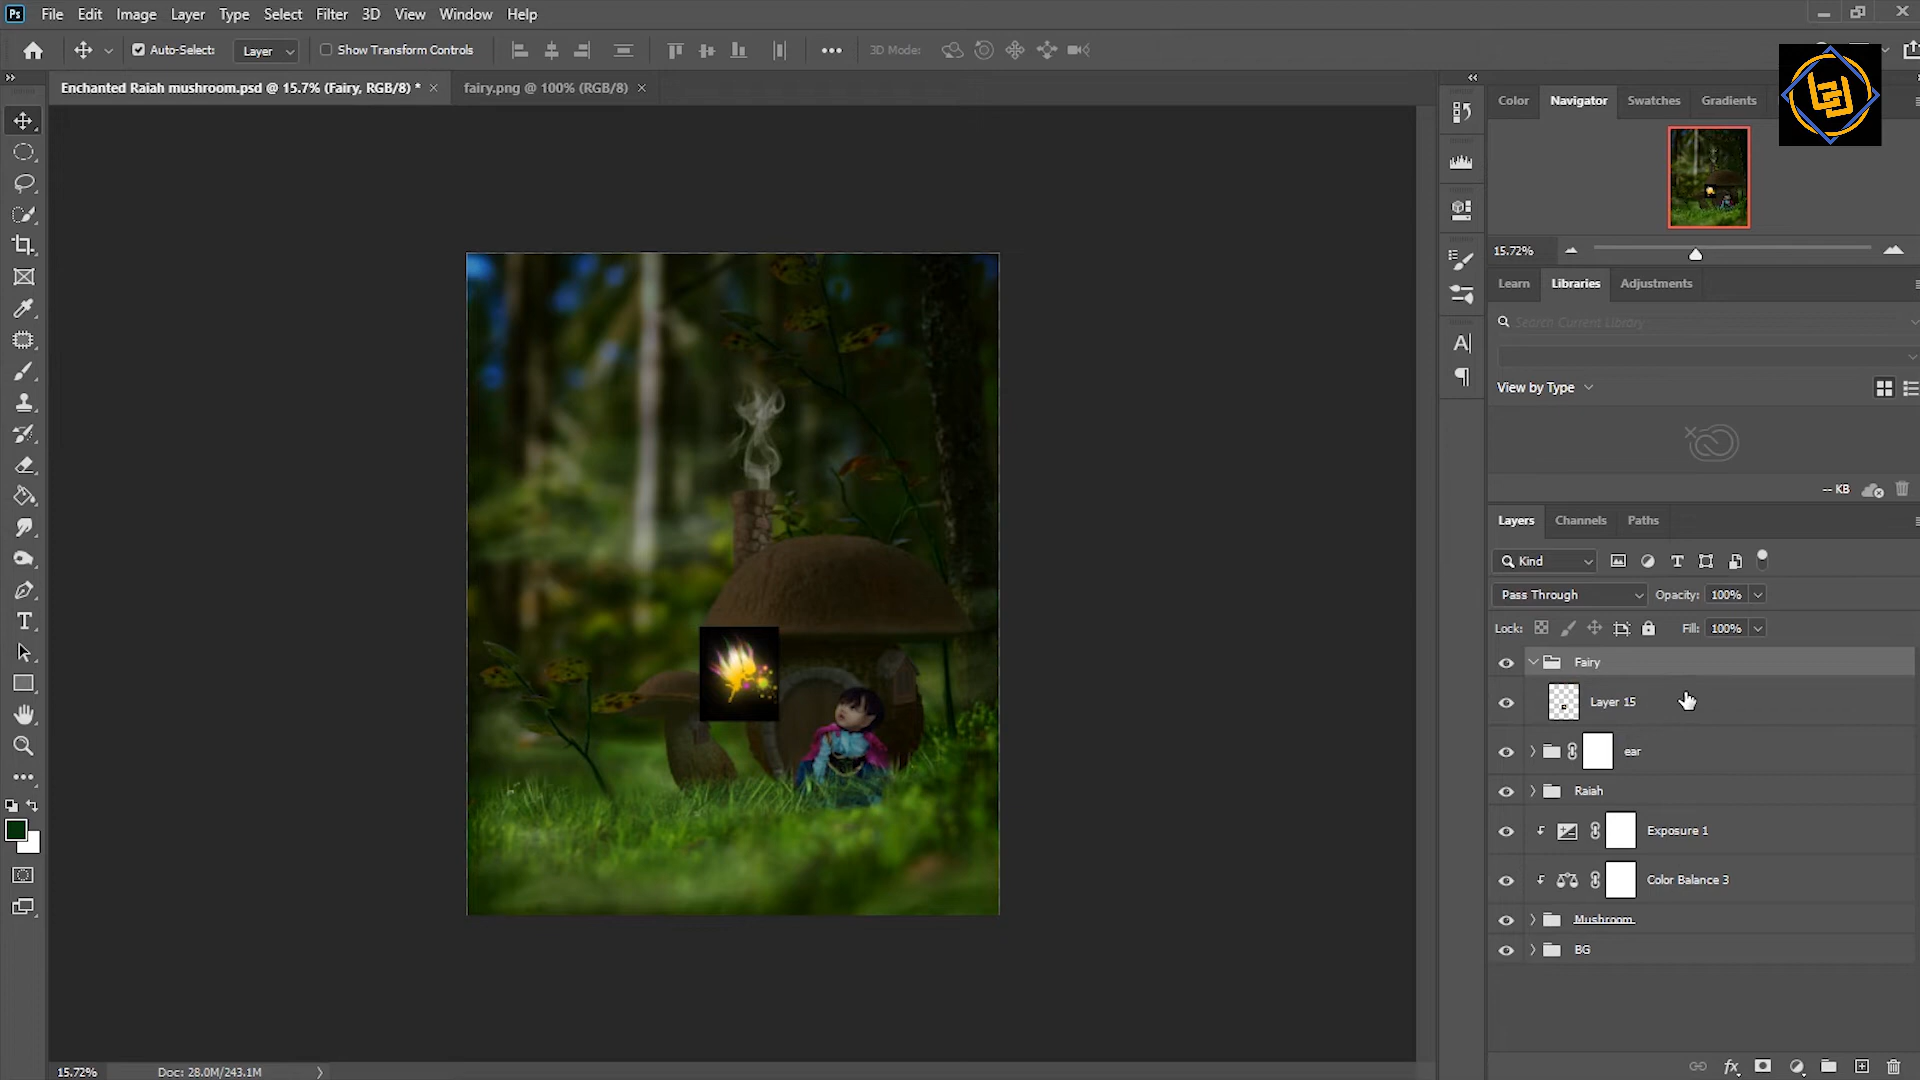 Ps File Edit Image Layer Type Select Filter 3D View Window Help
Auto-Select: Layer Show Transform Controls 3D Mode:
Enchanted Raiah mushroom.psd @ 15.7% (Fairy, RGB/8) * fairy.png @ 100% (RGB/8)
Color Navigator Swatches Gradients
15.72%
Learn Libraries Adjustments
Search Current Library
View by Type
-- KB
Layers Channels Paths
Kind
Pass Through Opacity: 100%
Lock: Fill: 100%
Fairy
Layer 15
ear
Raiah
Exposure 1
Color Balance 3
Mushroom
BG
15.72% Doc: 28.0M/243.1M